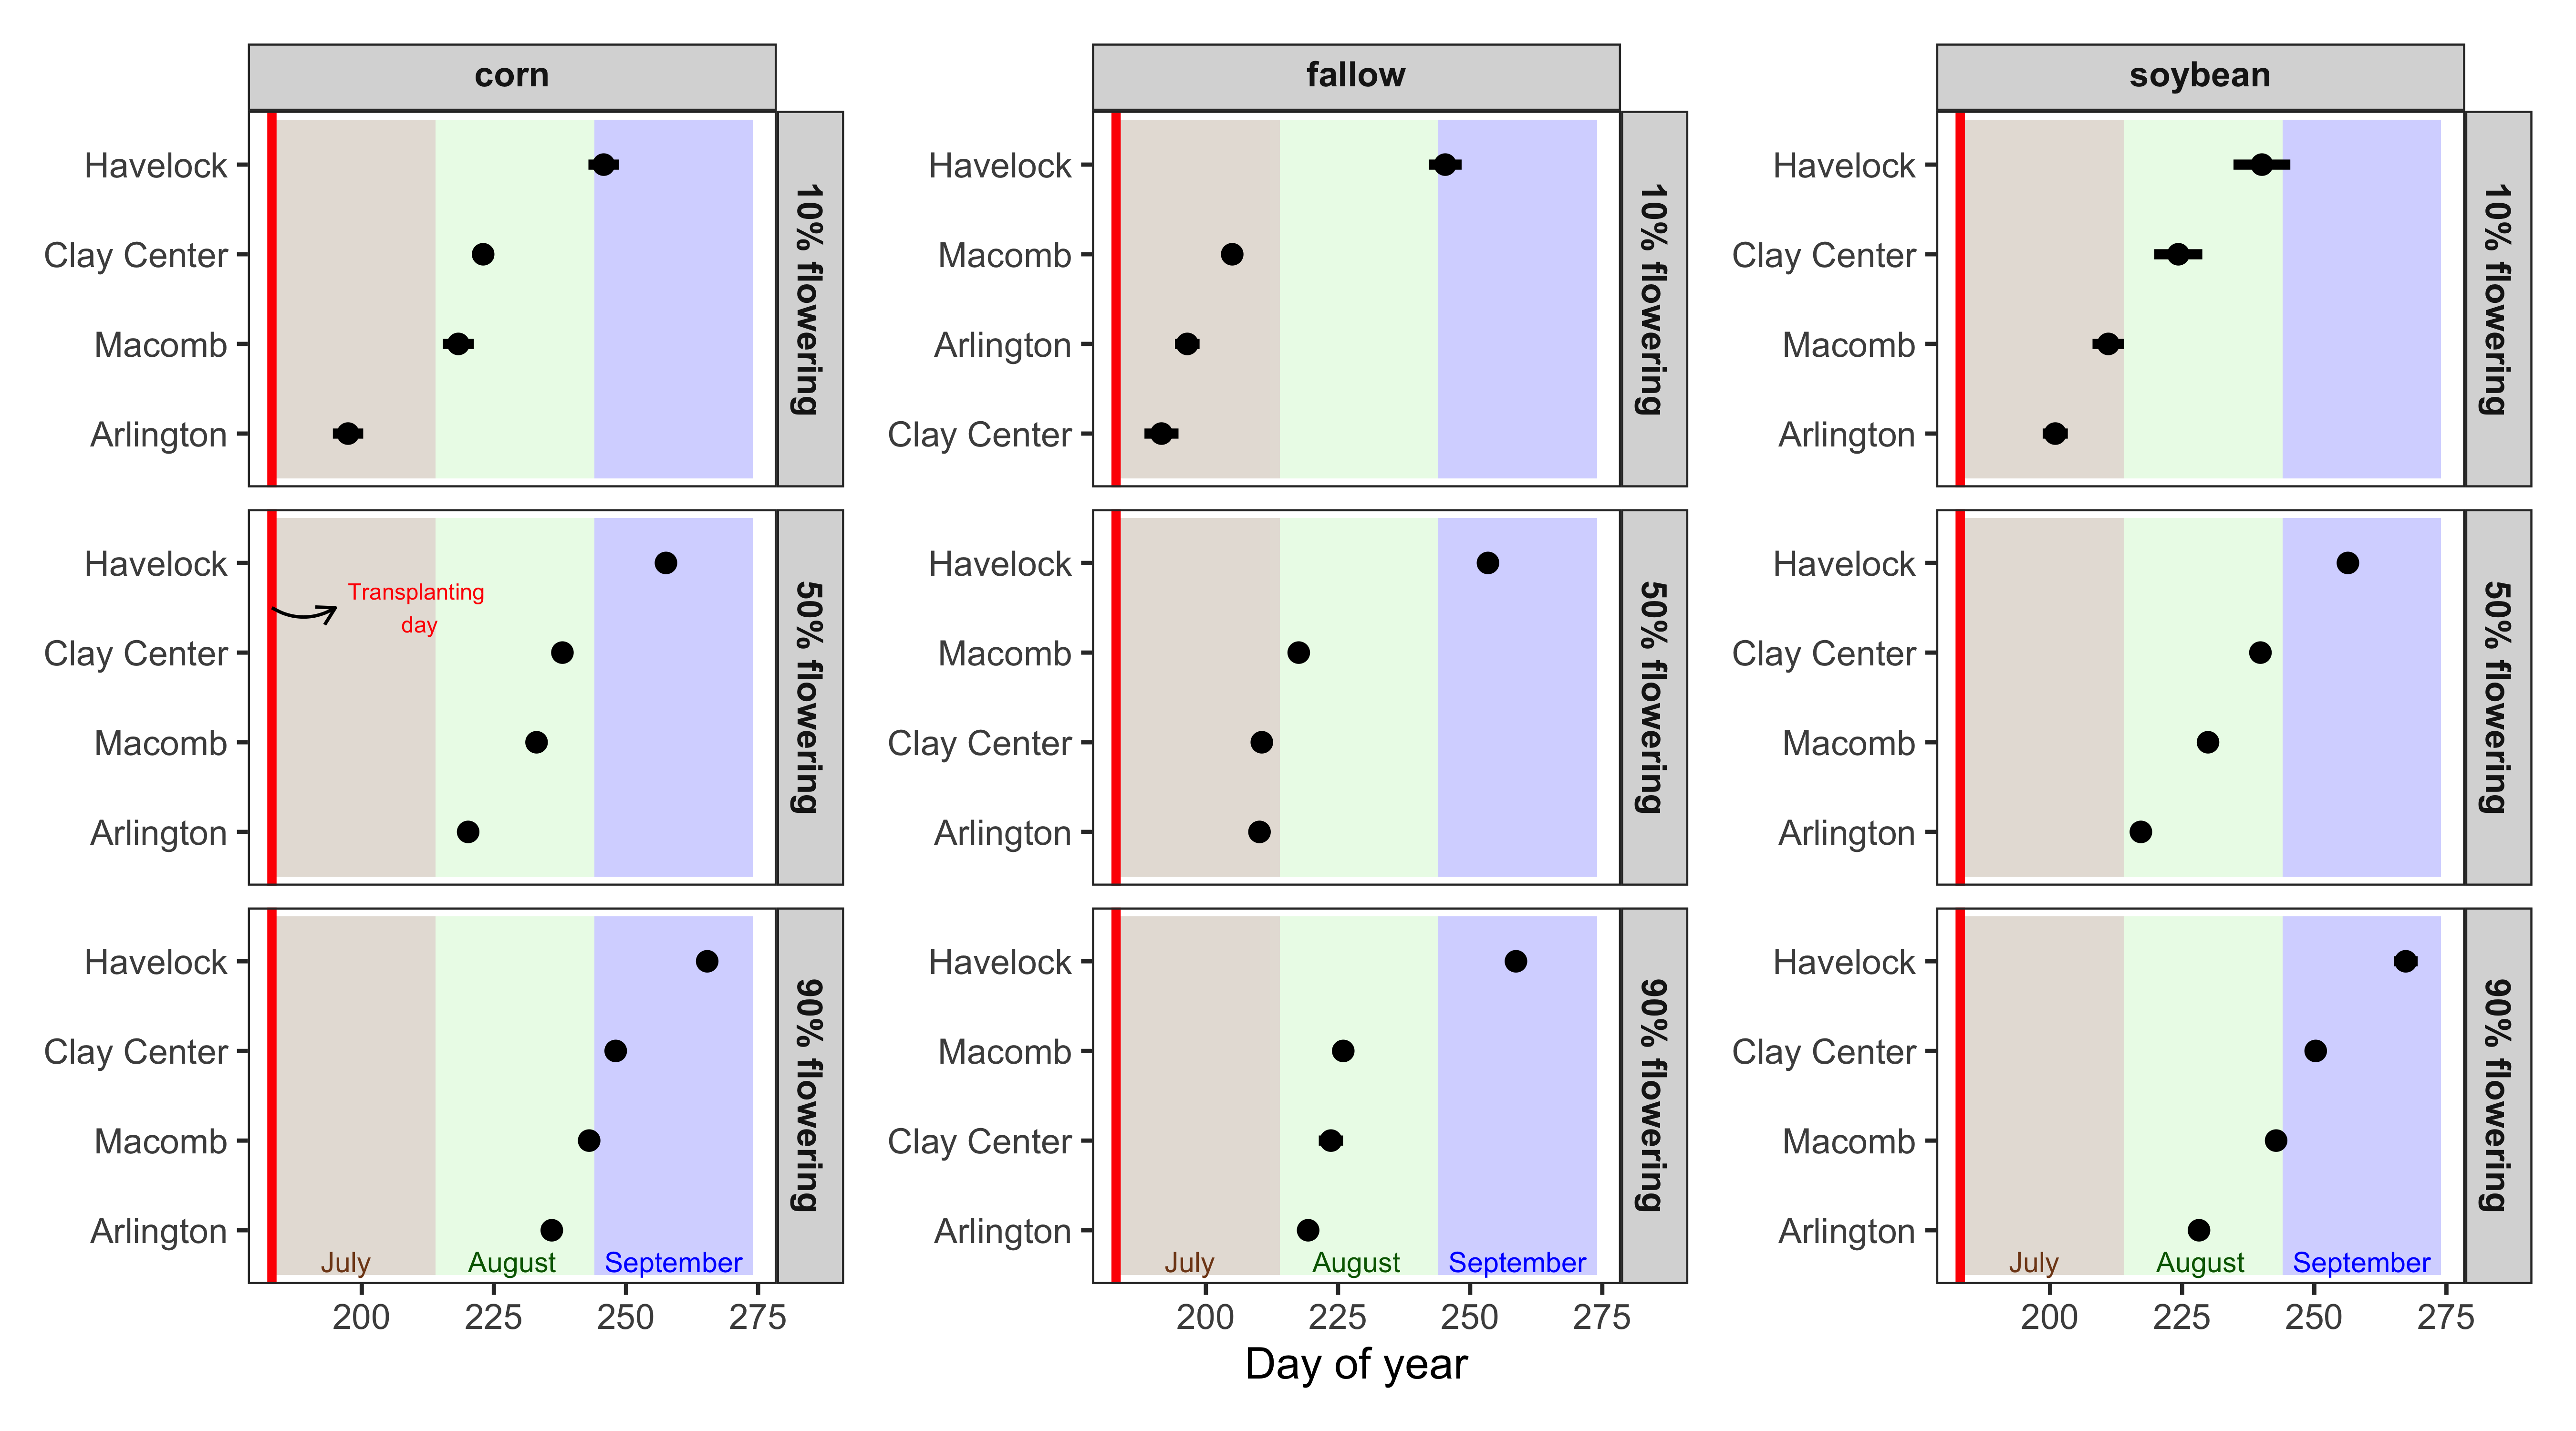 corn
fallow
soybean
Havelock
Clay Center
Macomb
Arlington
10% flowering
Havelock
Macomb
Arlington
Clay Center
10% flowering
Havelock
Clay Center
Macomb
Arlington
10% flowering
Havelock
Clay Center
Macomb
Arlington
Transplanting
day
50% flowering
Havelock
Macomb
Clay Center
Arlington
50% flowering
Havelock
Clay Center
Macomb
Arlington
50% flowering
Havelock
Clay Center
Macomb
Arlington
July August September
90% flowering
Havelock
Macomb
Clay Center
Arlington
July August September
90% flowering
Havelock
Clay Center
Macomb
Arlington
July August September
90% flowering
200 225 250 275
200 225 250 275
200 225 250 275
Day of year